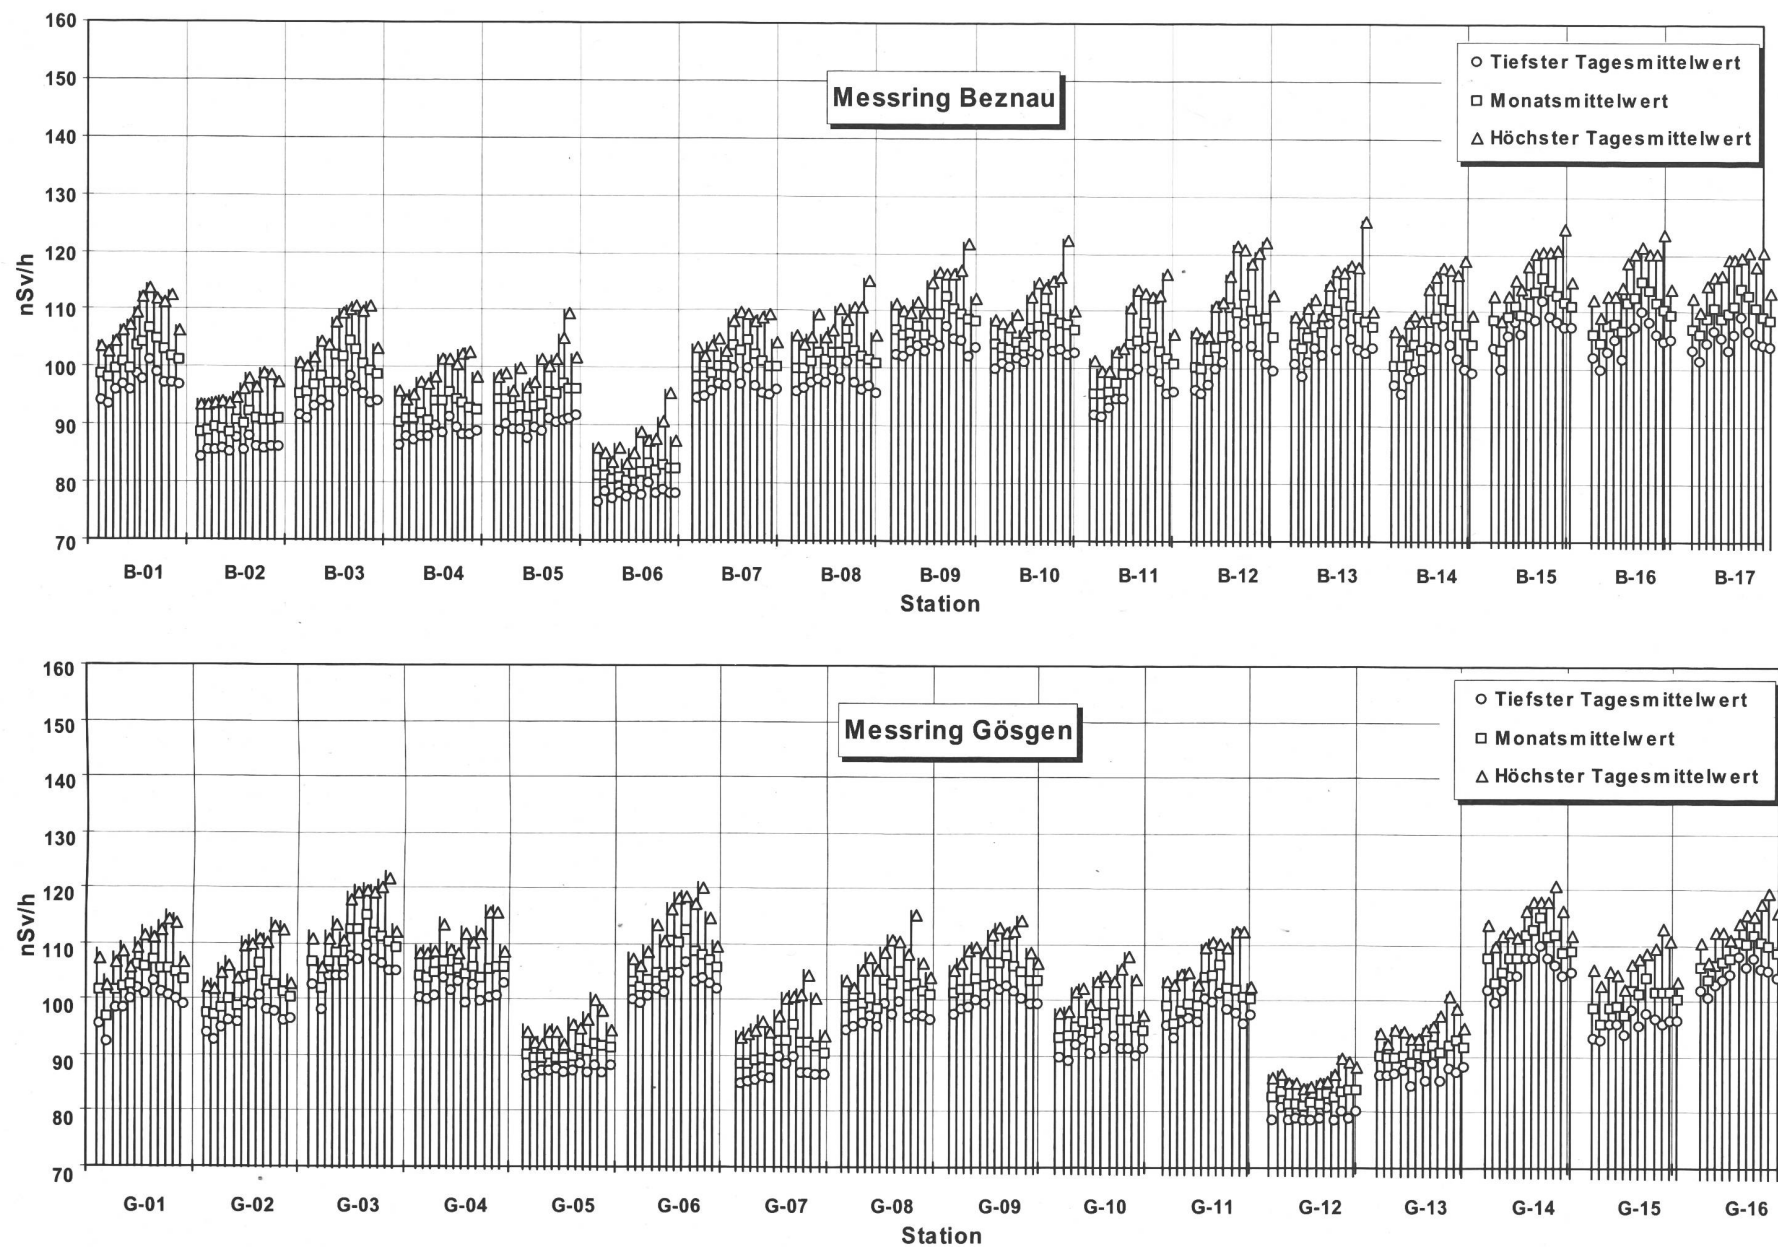 160
150
140
130
120
110
100
90
80
70
nSv/h
Messring Beznau
Tiefster Tagesmittelwert
Monatsmittelwert
Höchster Tagesmittelwert
B-01 B-02 B-03 B-04 B-05 B-06 B-07 B-08 B-09 B-10 B-11 B-12 B-13 B-14 B-15 B-16 B-17
Station
160
150
140
130
120
110
100
90
80
70
nSv/h
Messring Gösgen
Tiefster Tagesmittelwert
Monatsmittelwert
Höchster Tagesmittelwert
G-01 G-02 G-03 G-04 G-05 G-06 G-07 G-08 G-09 G-10 G-11 G-12 G-13 G-14 G-15 G-16
Station